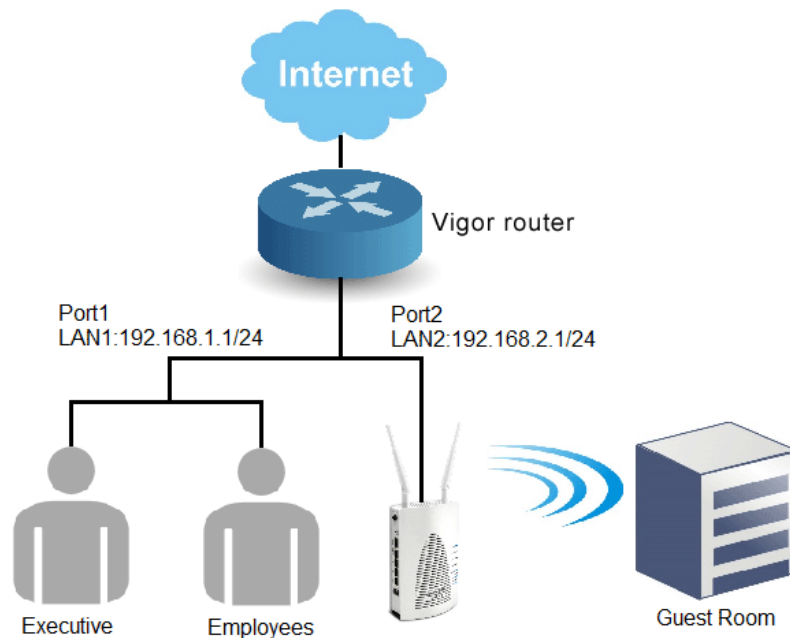 Internet
Vigor router
Port1
LAN1:192.168.1.1/24
Port2
LAN2:192.168.2.1/24
Executive
Employees
Guest Room